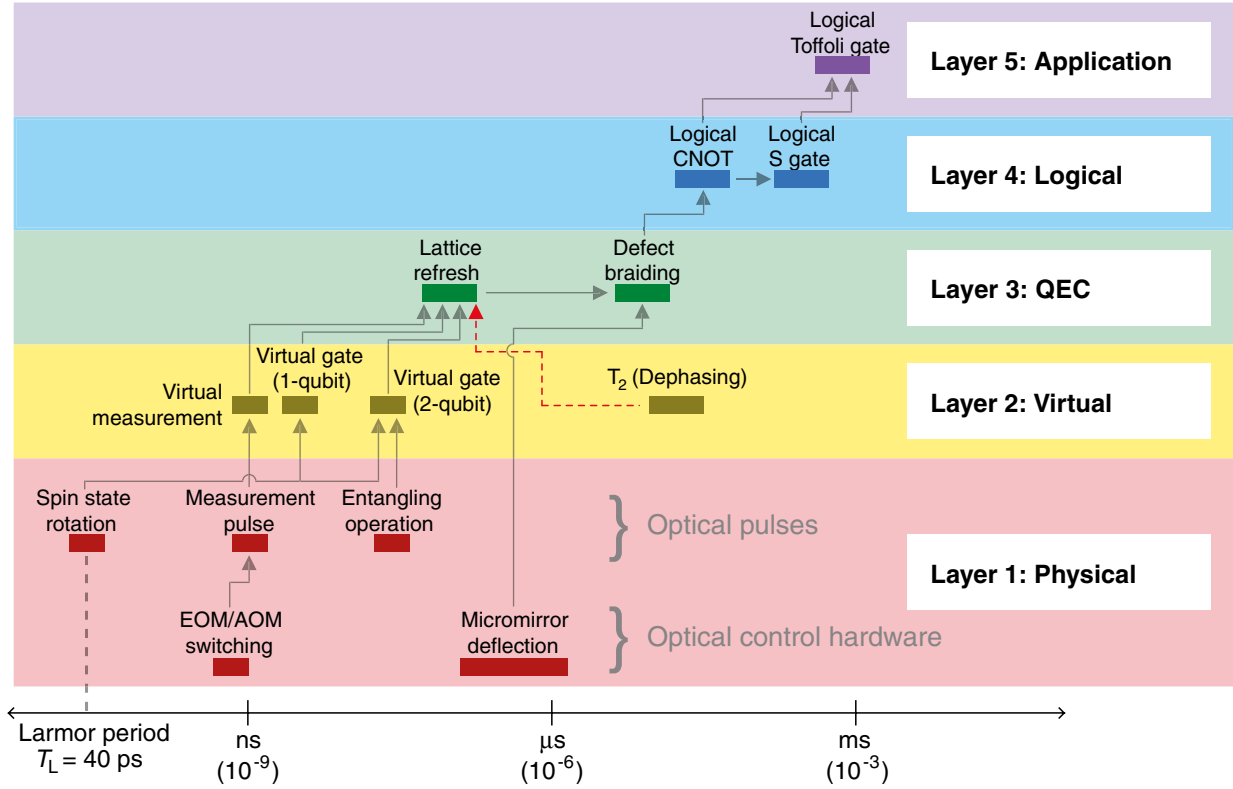 Logical
Toffoli gate
Layer 5: Application
Logical
CNOT
Logical
S gate
Layer 4: Logical
Lattice
refresh
Defect
braiding
Layer 3: QEC
Virtual
measurement
Virtual gate
(1-qubit)
Virtual gate
(2-qubit)
T2 (Dephasing)
Layer 2: Virtual
Spin state
rotation
Measurement
pulse
Entangling
operation
} Optical pulses
Layer 1: Physical
EOM/AOM
switching
Micromirror
deflection
} Optical control hardware
Larmor period
TL = 40 ps
ns
(10-9)
μs
(10-6)
ms
(10-3)